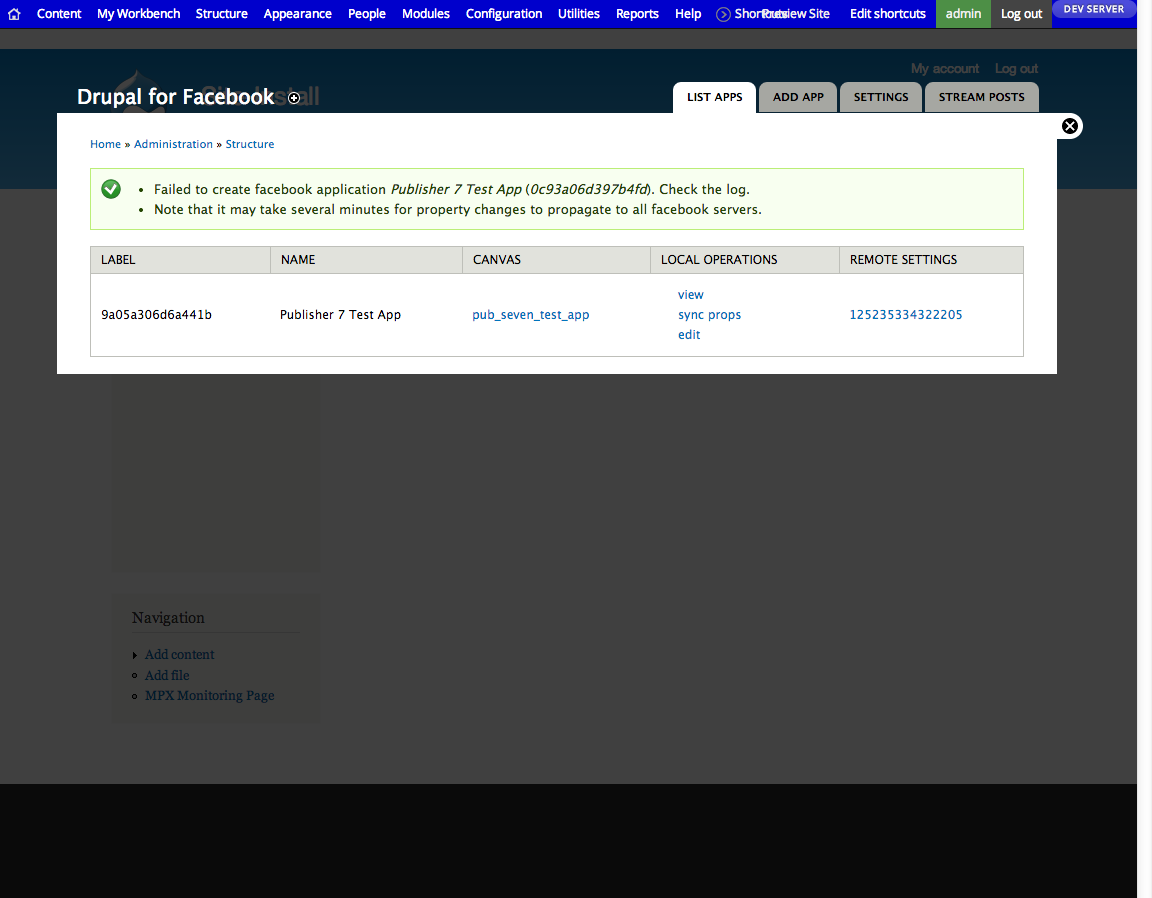 Content My Workbench Structure Appearance People Modules Configuration Utilities Reports Help Shortcuts Preview Site Edit shortcuts admin Log out DEV SERVER
My account Log out
Drupal for Facebook Site-Install
LIST APPS ADD APP SETTINGS STREAM POSTS
Home » Administration » Structure
• Failed to create facebook application Publisher 7 Test App (0c93a06d397b4fd). Check the log.
• Note that it may take several minutes for property changes to propagate to all facebook servers.
LABEL NAME CANVAS LOCAL OPERATIONS REMOTE SETTINGS
view
9a05a306d6a441b Publisher 7 Test App pub_seven_test_app sync props 125235334322205
edit
Navigation
Add content
Add file
MPX Monitoring Page